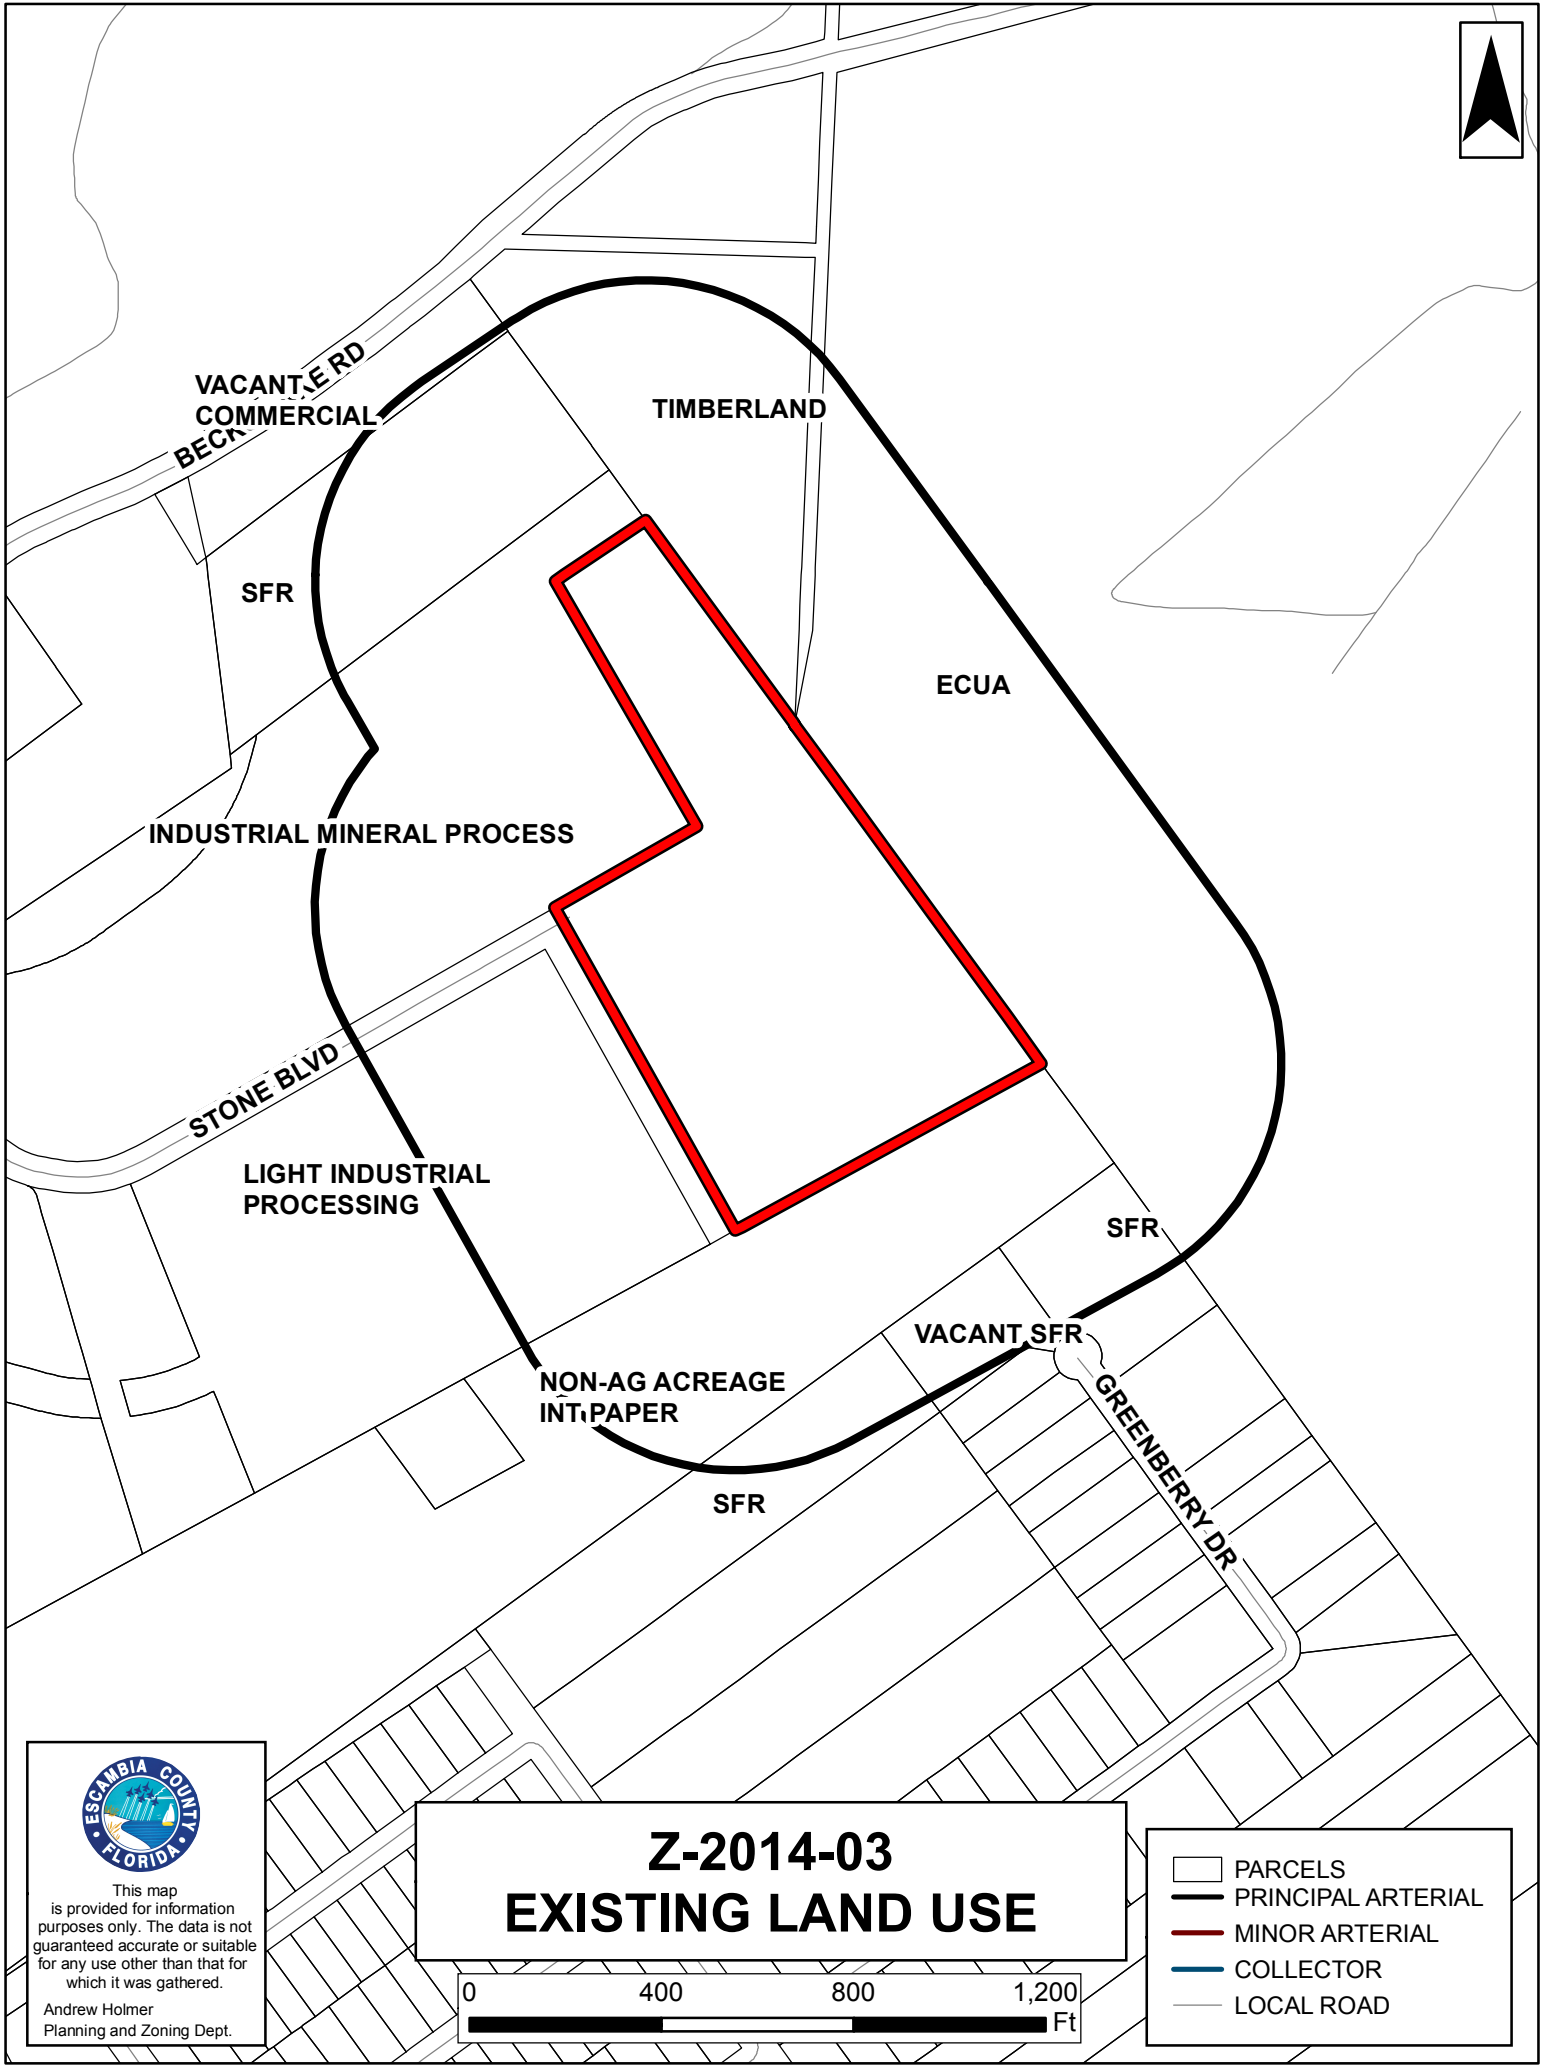 VACANT
COMMERCIAL
RD
TIMBERLAND
SFR
ECUA
INDUSTRIAL MINERAL PROCESS
STONE BLVD
LIGHT INDUSTRIAL
PROCESSING
SFR
VACANT SFR
NON-AG ACREAGE
INT. PAPER
GREENBERRY DR
SFR
ESCAMBIA COUNTY
FLORIDA
This map
is provided for information
purposes only. The data is not
guaranteed accurate or suitable
for any use other than that for
which it was gathered.
Andrew Holmer
Planning and Zoning Dept.
Z-2014-03
EXISTING LAND USE
0 400 800 1,200
Ft
PARCELS
PRINCIPAL ARTERIAL
MINOR ARTERIAL
COLLECTOR
LOCAL ROAD